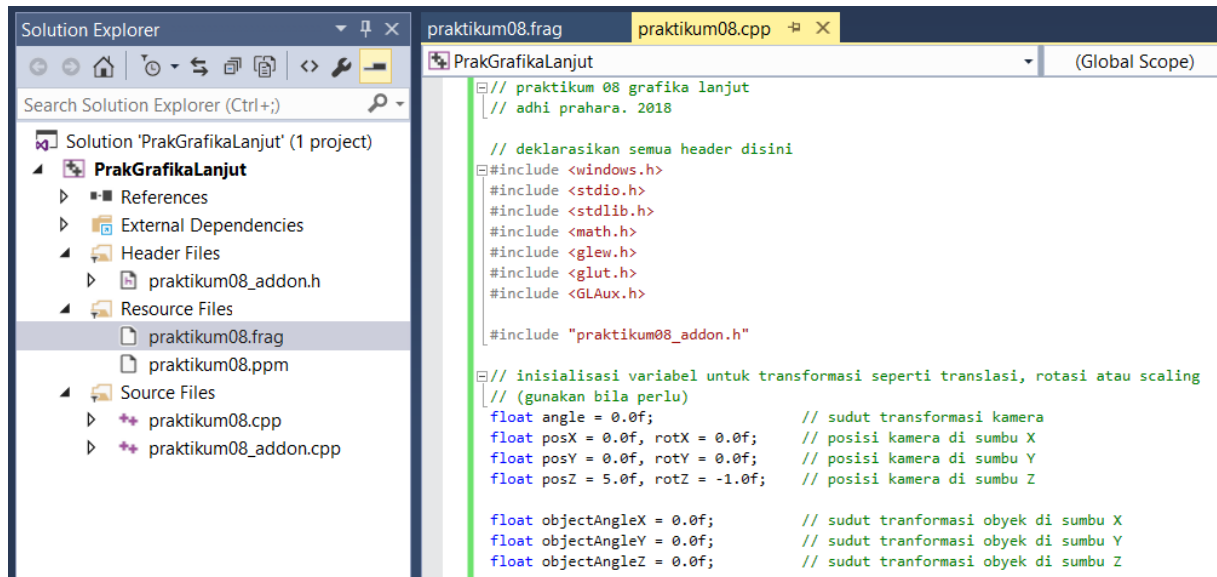 Solution Explorer
Search Solution Explorer (Ctrl+;)
Solution 'PrakGrafikaLanjut' (1 project)
PrakGrafikaLanjut
References
External Dependencies
Header Files
praktikum08_addon.h
Resource Files
praktikum08.frag
praktikum08.ppm
Source Files
praktikum08.cpp
praktikum08_addon.cpp
praktikum08.frag praktikum08.cpp
PrakGrafikaLanjut (Global Scope)
// praktikum 08 grafika lanjut
// adhi prahara. 2018
// deklarasikan semua header disini
#include <windows.h>
#include <stdio.h>
#include <stdlib.h>
#include <math.h>
#include <glew.h>
#include <glut.h>
#include <GLAux.h>
#include "praktikum08_addon.h"
// inisialisasi variabel untuk transformasi seperti translasi, rotasi atau scaling
// (gunakan bila perlu)
float angle = 0.0f; // sudut transformasi kamera
float posX = 0.0f, rotX = 0.0f; // posisi kamera di sumbu X
float posY = 0.0f, rotY = 0.0f; // posisi kamera di sumbu Y
float posZ = 5.0f, rotZ = -1.0f; // posisi kamera di sumbu Z
float objectAngleX = 0.0f; // sudut tranformasi obyek di sumbu X
float objectAngleY = 0.0f; // sudut tranformasi obyek di sumbu Y
float objectAngleZ = 0.0f; // sudut tranformasi obyek di sumbu Z